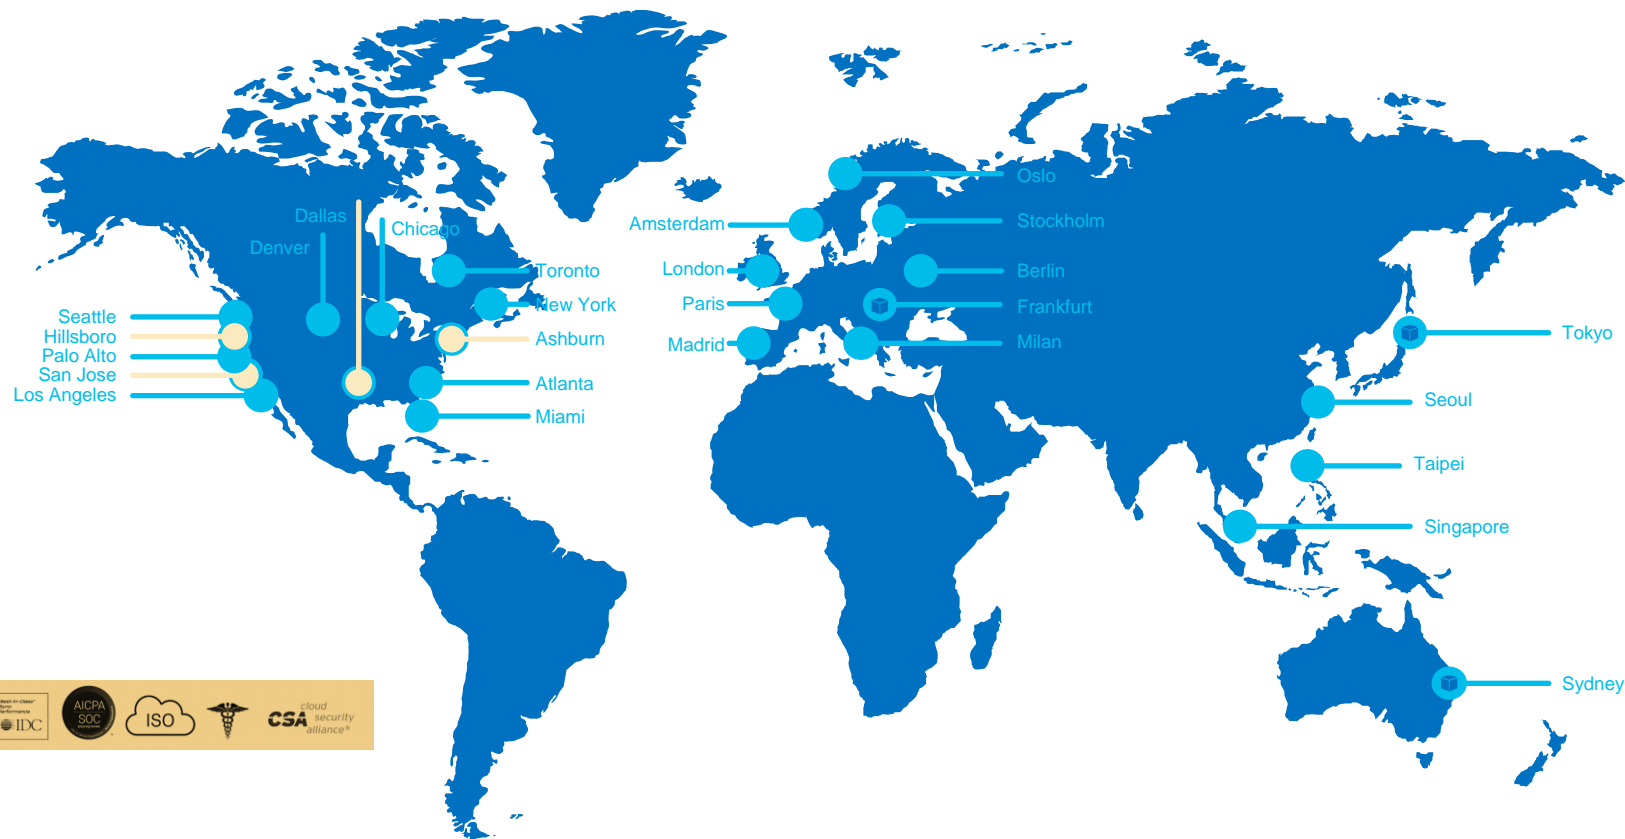 Oslo
Dallas
Amsterdam
Stockholm
Chicago
Denver
London
Toronto
Berlin
Paris
New York
Frankfurt
Seattle
Hillsboro
Ashburn
Madrid
Milan
Tokyo
Palo Alto
San Jose
Atlanta
Los Angeles
Seoul
Miami
Taipei
Singapore
Sydney
IDC
AICPA
SOC
ISO
CSA cloud
security
alliance®